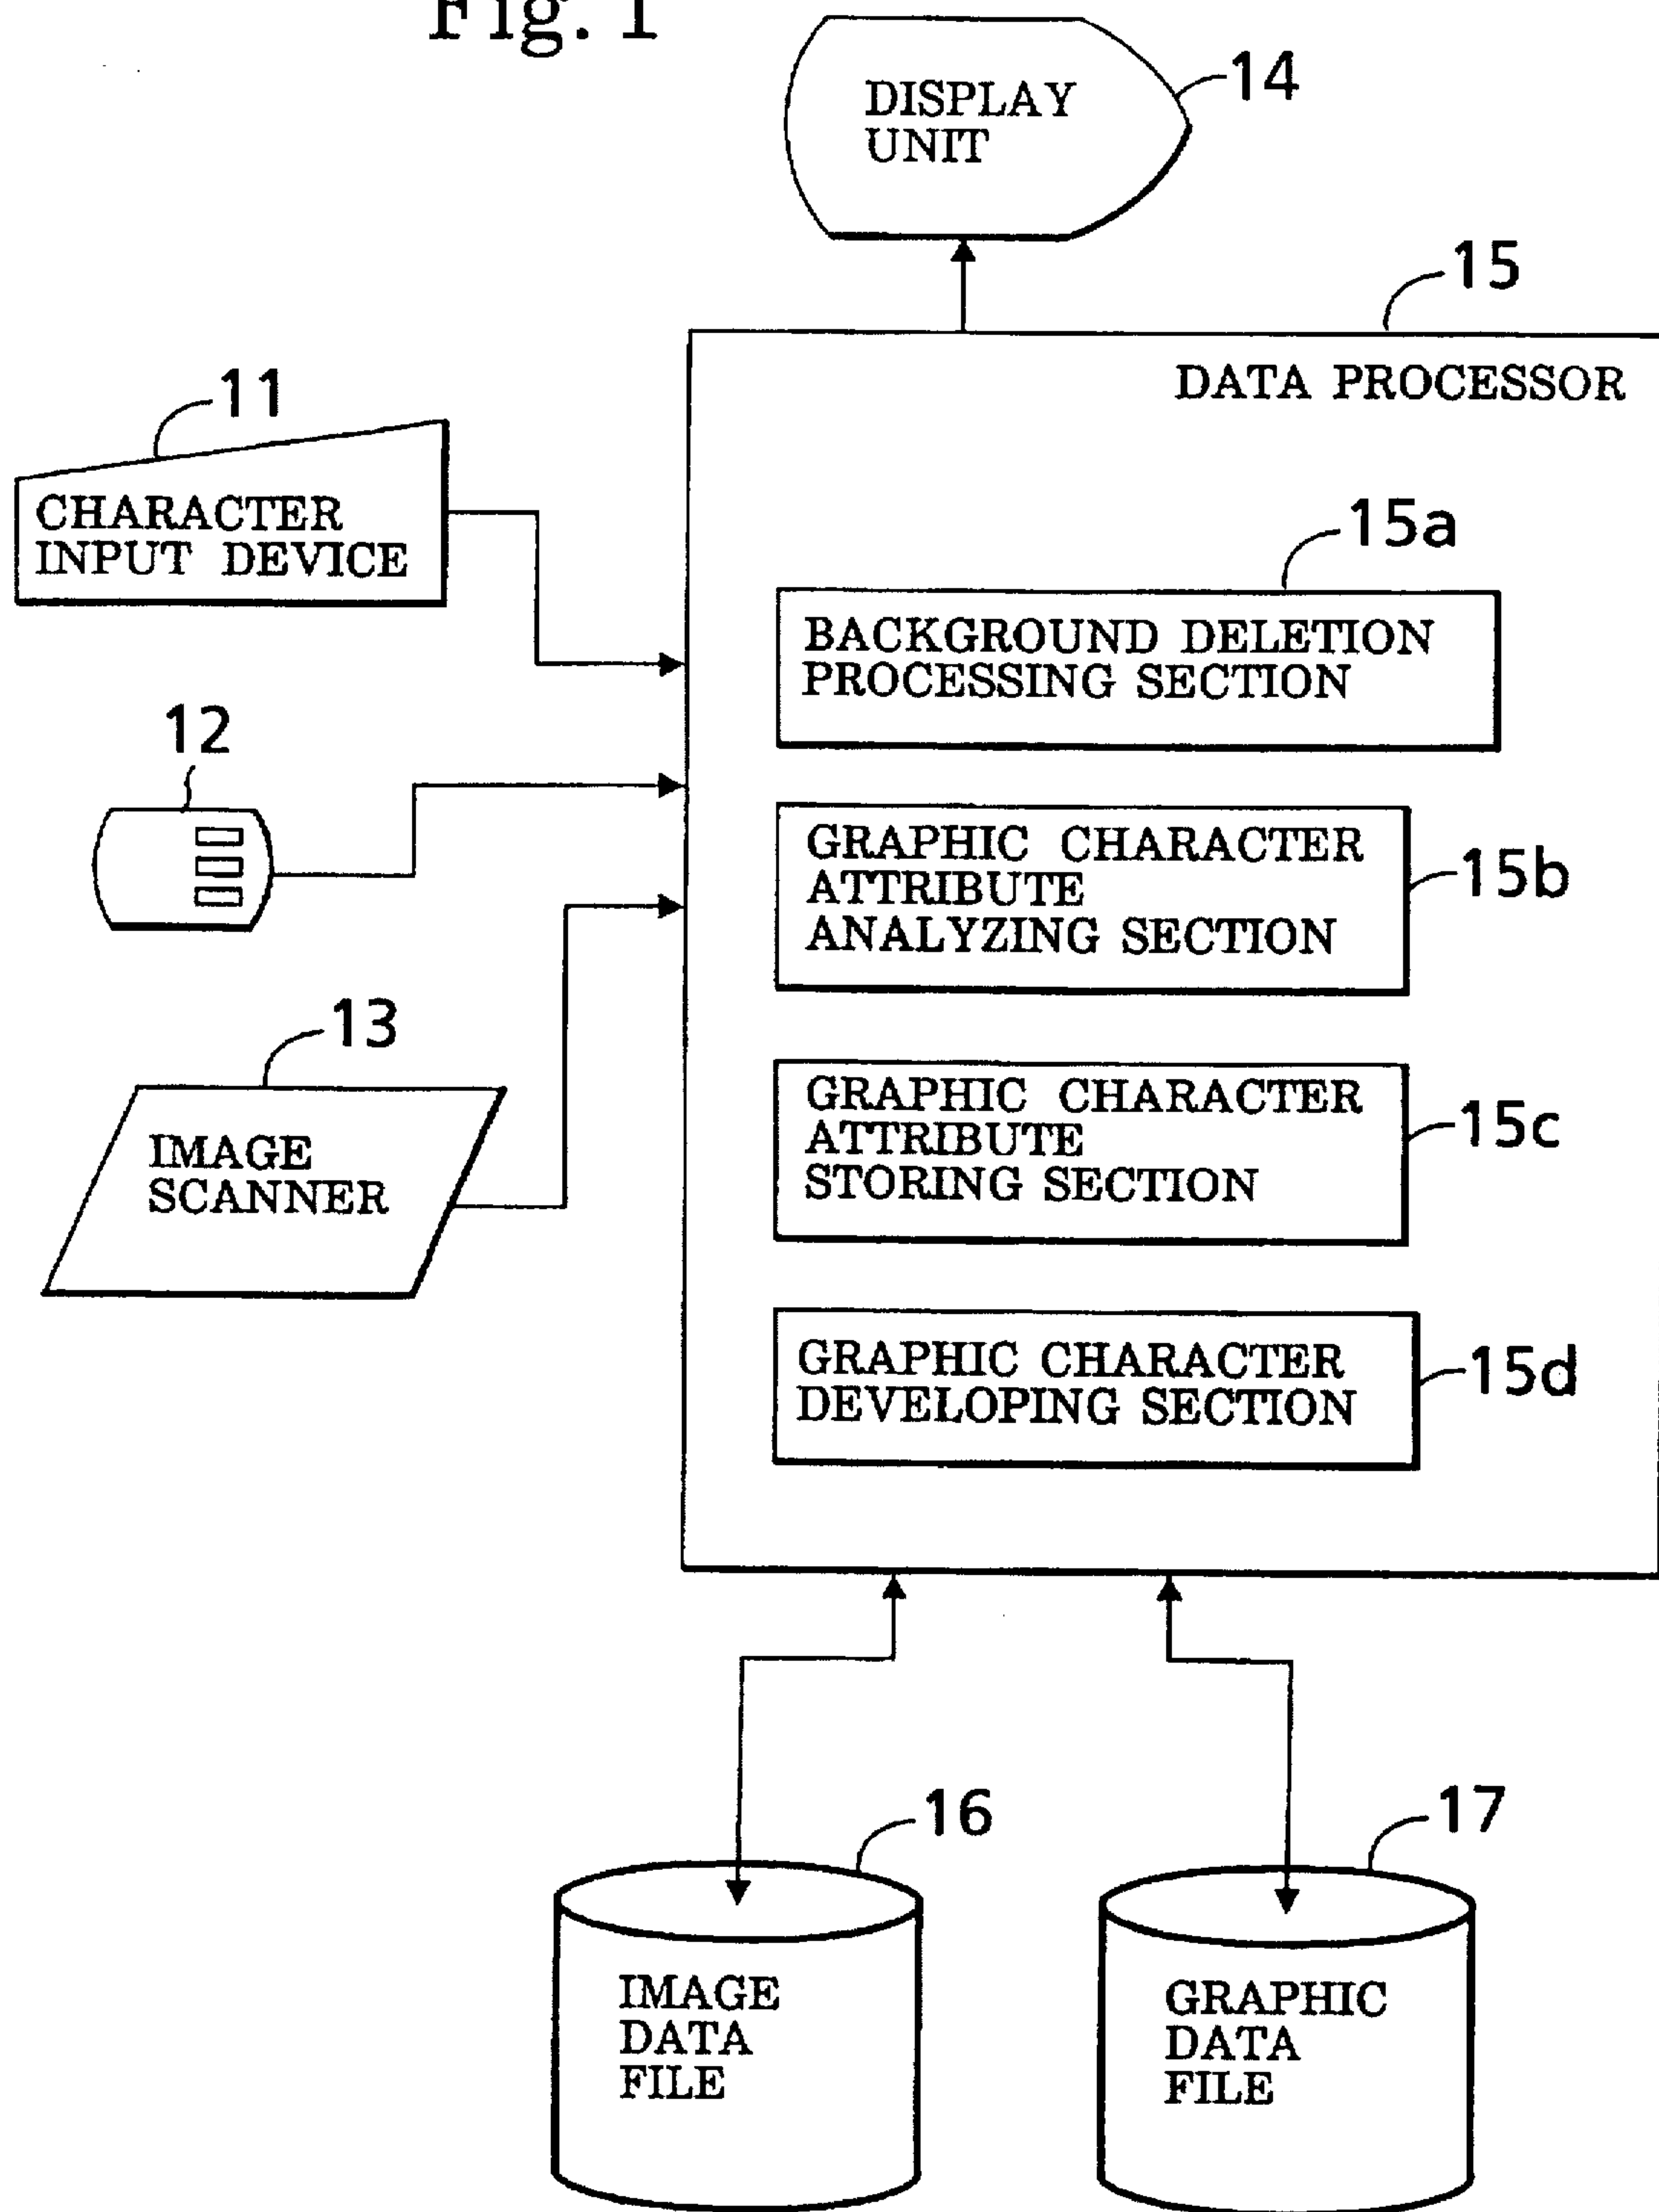 Fig. 1
DISPLAY
UNIT
14
15
DATA PROCESSOR
11
CHARACTER
INPUT DEVICE
15a
BACKGROUND DELETION
PROCESSING SECTION
12
GRAPHIC CHARACTER
ATTRIBUTE
ANALYZING SECTION
15b
13
IMAGE
SCANNER
GRAPHIC CHARACTER
ATTRIBUTE
STORING SECTION
15c
GRAPHIC CHARACTER
DEVELOPING SECTION
15d
16
17
IMAGE
DATA
FILE
GRAPHIC
DATA
FILE